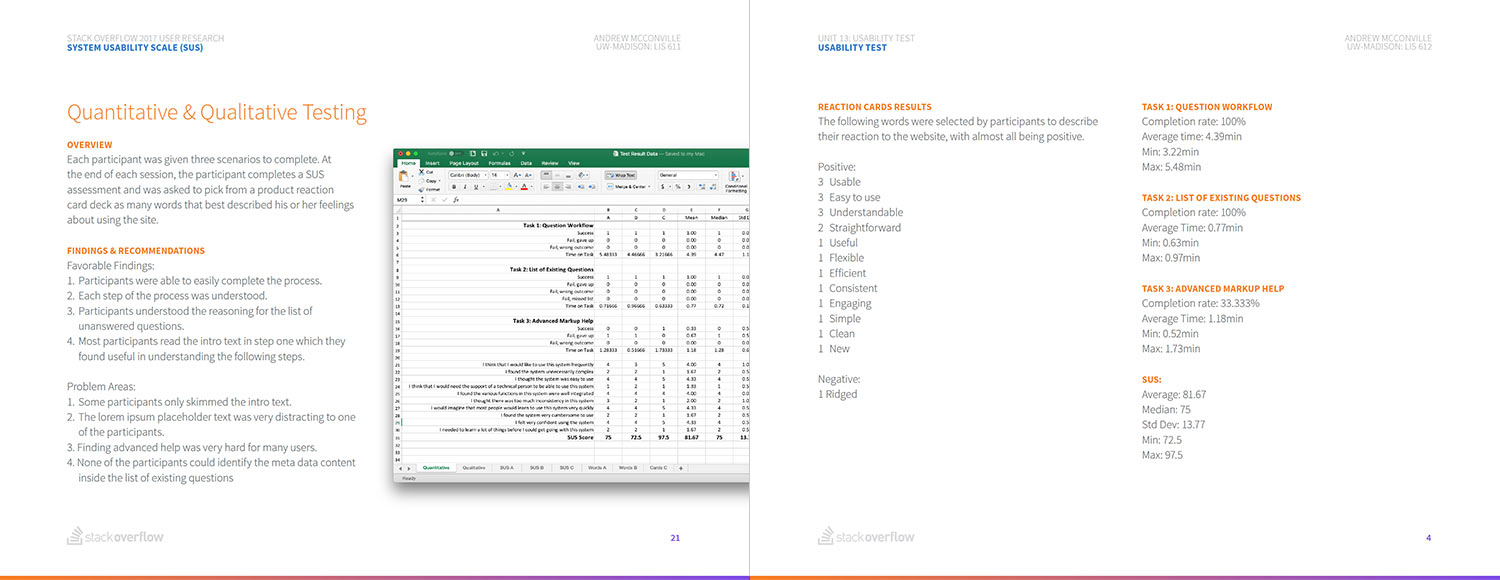 STACK OVERFLOW 2017 USER RESEARCH
SYSTEM USABILITY SCALE (SUS)
ANDREW MCCONVILLE
UW-MADISON: LIS 611
Quantitative & Qualitative Testing
OVERVIEW
Each participant was given three scenarios to complete. At
the end of each session, the participant completes a SUS
assessment and was asked to pick from a product reaction
card deck as many words that best described his or her feelings
about using the site.
FINDINGS & RECOMMENDATIONS
Favorable Findings:
1. Participants were able to easily complete the process.
2. Each step of the process was understood.
3. Participants understood the reasoning for the list of
unanswered questions.
4. Most participants read the intro text in step one which they
found useful in understanding the following steps.
Problem Areas:
1. Some participants only skimmed the intro text.
2. The lorem ipsum placeholder text was very distracting to one
of the participants.
3. Finding advanced help was very hard for many users.
4. None of the participants could identify the meta data content
inside the list of existing questions
Test Result Data — Saved to my Mac
Home Insert Page Layout Formulas Data Review View
Cut
Copy
Format
Paste
Calibri (Body) 14
Wrap Text
General
Merge & Center
Conditional
Formatting
M29
A B C D E F G
1 A B C Mean Median Std
2 Task 1: Question Workflow
3 Success 1 1 1 1.00 1 0.0
4 Fail, gave up 0 0 0 0.00 0 0.0
5 Fail, wrong outcome 0 0 0 0.00 0 0.0
6 Time on Task 5.48333 4.46666 3.21666 4.39 4.47 1.1
7
8 Task 2: List of Existing Questions
9 Success 1 1 1 1.00 1 0.0
10 Fail, gave up 0 0 0 0.00 0 0.0
11 Fail, wrong outcome 0 0 0 0.00 0 0.0
12 Fail, missed list 0 0 0 0.00 0 0.0
13 Time on Task 0.71666 0.96666 0.63333 0.77 0.72 0.1
14
15 Task 3: Advanced Markup Help
16 Success 0 0 1 0.33 0 0.5
17 Fail, gave up 1 1 0 0.67 1 0.5
18 Fail, wrong outcome 0 0 0 0.00 0 0.0
19 Time on Task 1.28333 0.51666 1.73333 1.18 1.28 0.6
20
21 I think that I would like to use this system frequently 4 3 5 4.00 4 1.0
22 I found the system unnecessarily complex 2 2 1 1.67 2 0.5
23 I thought the system was easy to use 4 4 5 4.33 4 0.5
24 I think that I would need the support of a technical person to be able to use this system 1 2 1 1.33 1 0.5
25 I found the various functions in this system were well integrated 4 4 4 4.00 4 0.0
26 I thought there was too much inconsistency in this system 3 2 1 2.00 2 1.0
27 I would imagine that most people would learn to use this system very quickly 4 4 5 4.33 4 0.5
28 I found the system very cumbersome to use 2 2 1 1.67 2 0.5
29 I felt very confident using the system 4 4 5 4.33 4 0.5
30 I needed to learn a lot of things before I could get going with this system 2 2 1 1.67 2 0.5
31 SUS Score 75 72.5 97.5 81.67 75 13.
32
33
34
Quantitative Qualitative SUS A SUS B SUS C Words A Words B Cards C +
Ready
stackoverflow
21
UNIT 13: USABILITY TEST
USABILITY TEST
ANDREW MCCONVILLE
UW-MADISON: LIS 612
REACTION CARDS RESULTS
The following words were selected by participants to describe
their reaction to the website, with almost all being positive.
Positive:
3 Usable
3 Easy to use
3 Understandable
2 Straightforward
1 Useful
1 Flexible
1 Efficient
1 Consistent
1 Engaging
1 Simple
1 Clean
1 New
Negative:
1 Ridged
TASK 1: QUESTION WORKFLOW
Completion rate: 100%
Average time: 4.39min
Min: 3.22min
Max: 5.48min
TASK 2: LIST OF EXISTING QUESTIONS
Completion rate: 100%
Average Time: 0.77min
Min: 0.63min
Max: 0.97min
TASK 3: ADVANCED MARKUP HELP
Completion rate: 33.333%
Average Time: 1.18min
Min: 0.52min
Max: 1.73min
SUS:
Average: 81.67
Median: 75
Std Dev: 13.77
Min: 72.5
Max: 97.5
stackoverflow
4